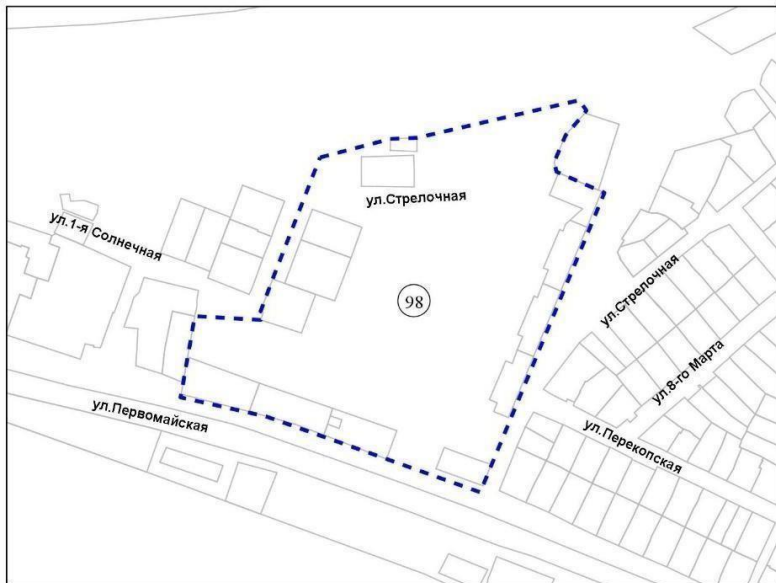 ул.Стрелочная
ул.1-я Солнечная
ул.Стрелочная
98
ул.8-го Марта
ул.Первомайская
ул.Перекопская